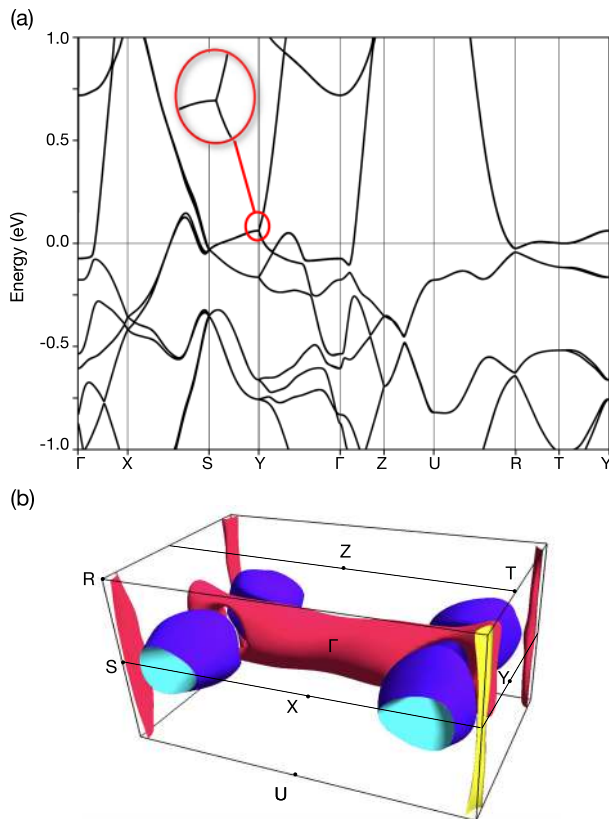 (a)
1.0
0.5
0.0
-0.5
-1.0
Energy (eV)
Γ X S Y Γ Z U R T Y
(b)
Z
R T
Γ
S Y
X
U